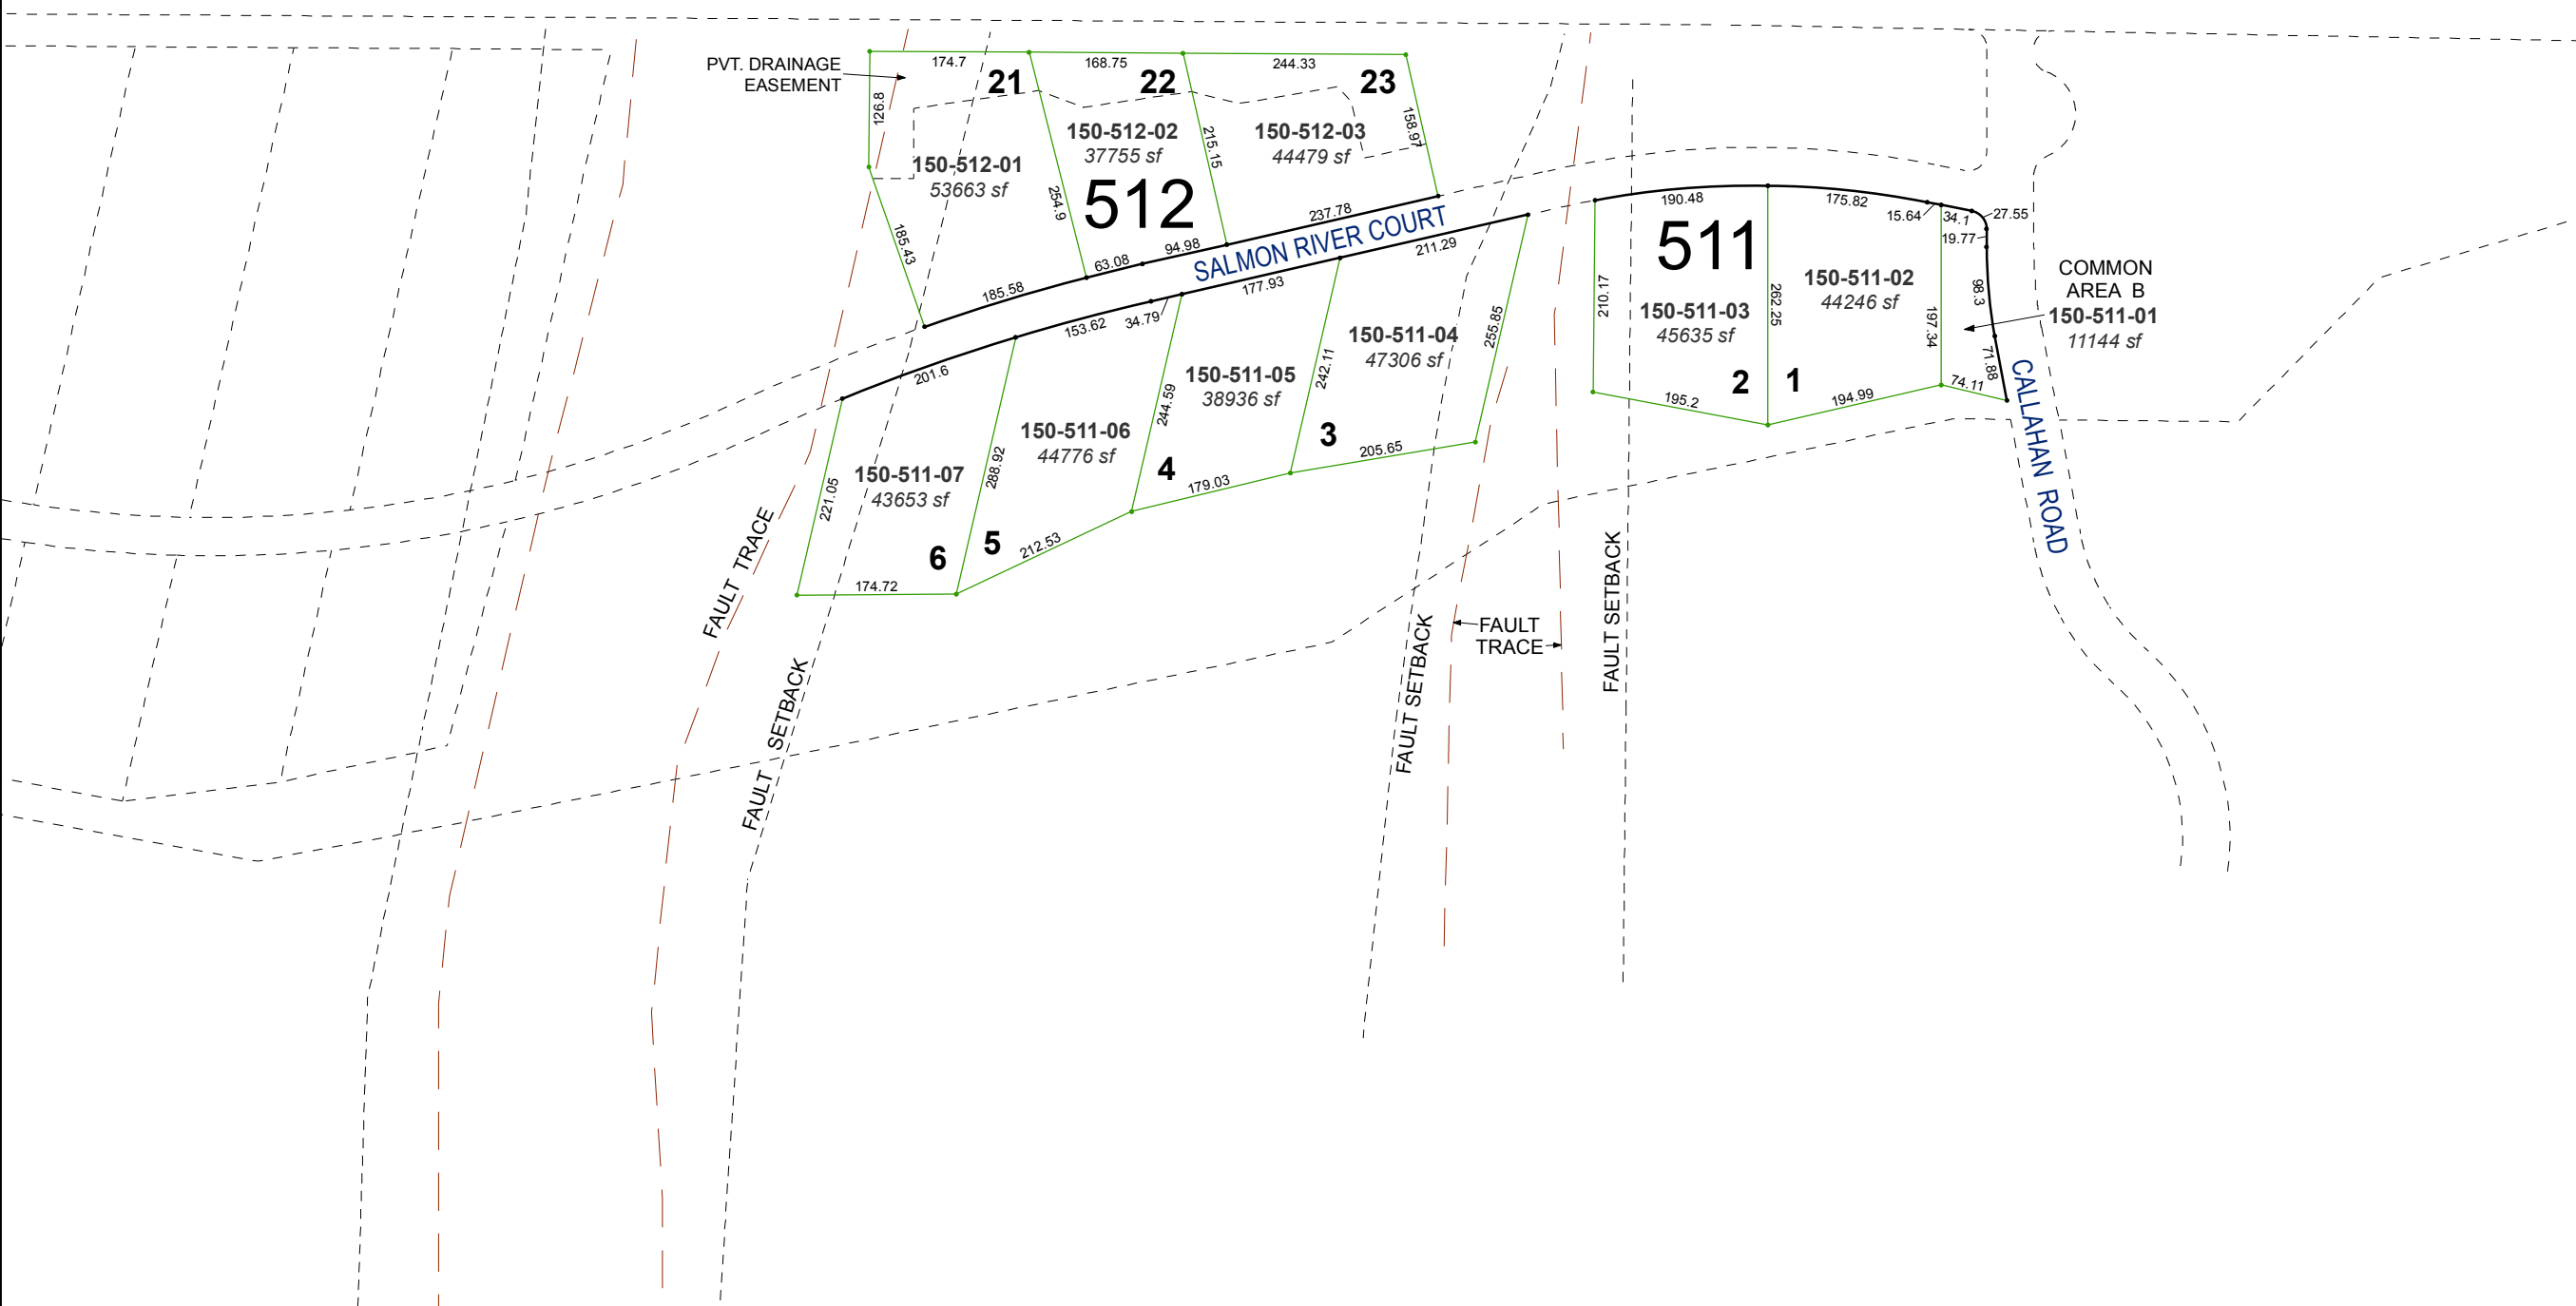 PVT. DRAINAGE
EASEMENT
174.7
168.75
244.33
21
22
23
126.8
158.97
150-512-01
53663 sf
150-512-02
37755 sf
150-512-03
44479 sf
215.15
254.9
512
185.43
185.58
63.08
94.98
237.78
SALMON RIVER COURT
201.6
153.62
34.79
177.93
211.29
150-511-07
43653 sf
150-511-06
44776 sf
150-511-05
38936 sf
150-511-04
47306 sf
221.05
288.92
244.59
242.11
255.85
6
5
4
3
174.72
212.53
179.03
205.65
190.48
175.82
15.64
34.1
27.55
19.77
511
150-511-03
45635 sf
150-511-02
44246 sf
210.17
262.25
197.34
98.3
71.88
2
1
195.2
194.99
74.11
COMMON
AREA B
150-511-01
11144 sf
CALLAHAN ROAD
FAULT TRACE
FAULT SETBACK
FAULT SETBACK
FAULT
TRACE
FAULT SETBACK